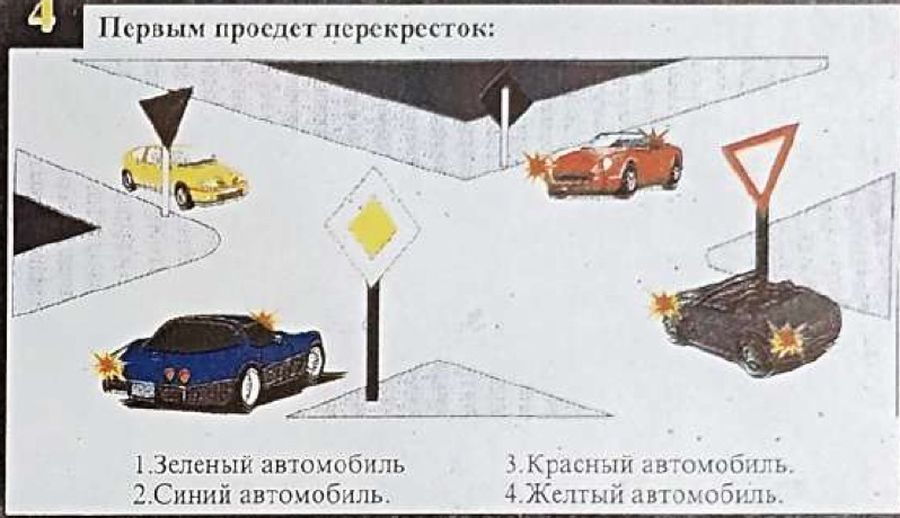 4
Первым проедет перекресток:
1.Зеленый автомобиль
2.Синий автомобиль.
3.Красный автомобиль.
4.Желтый автомобиль.